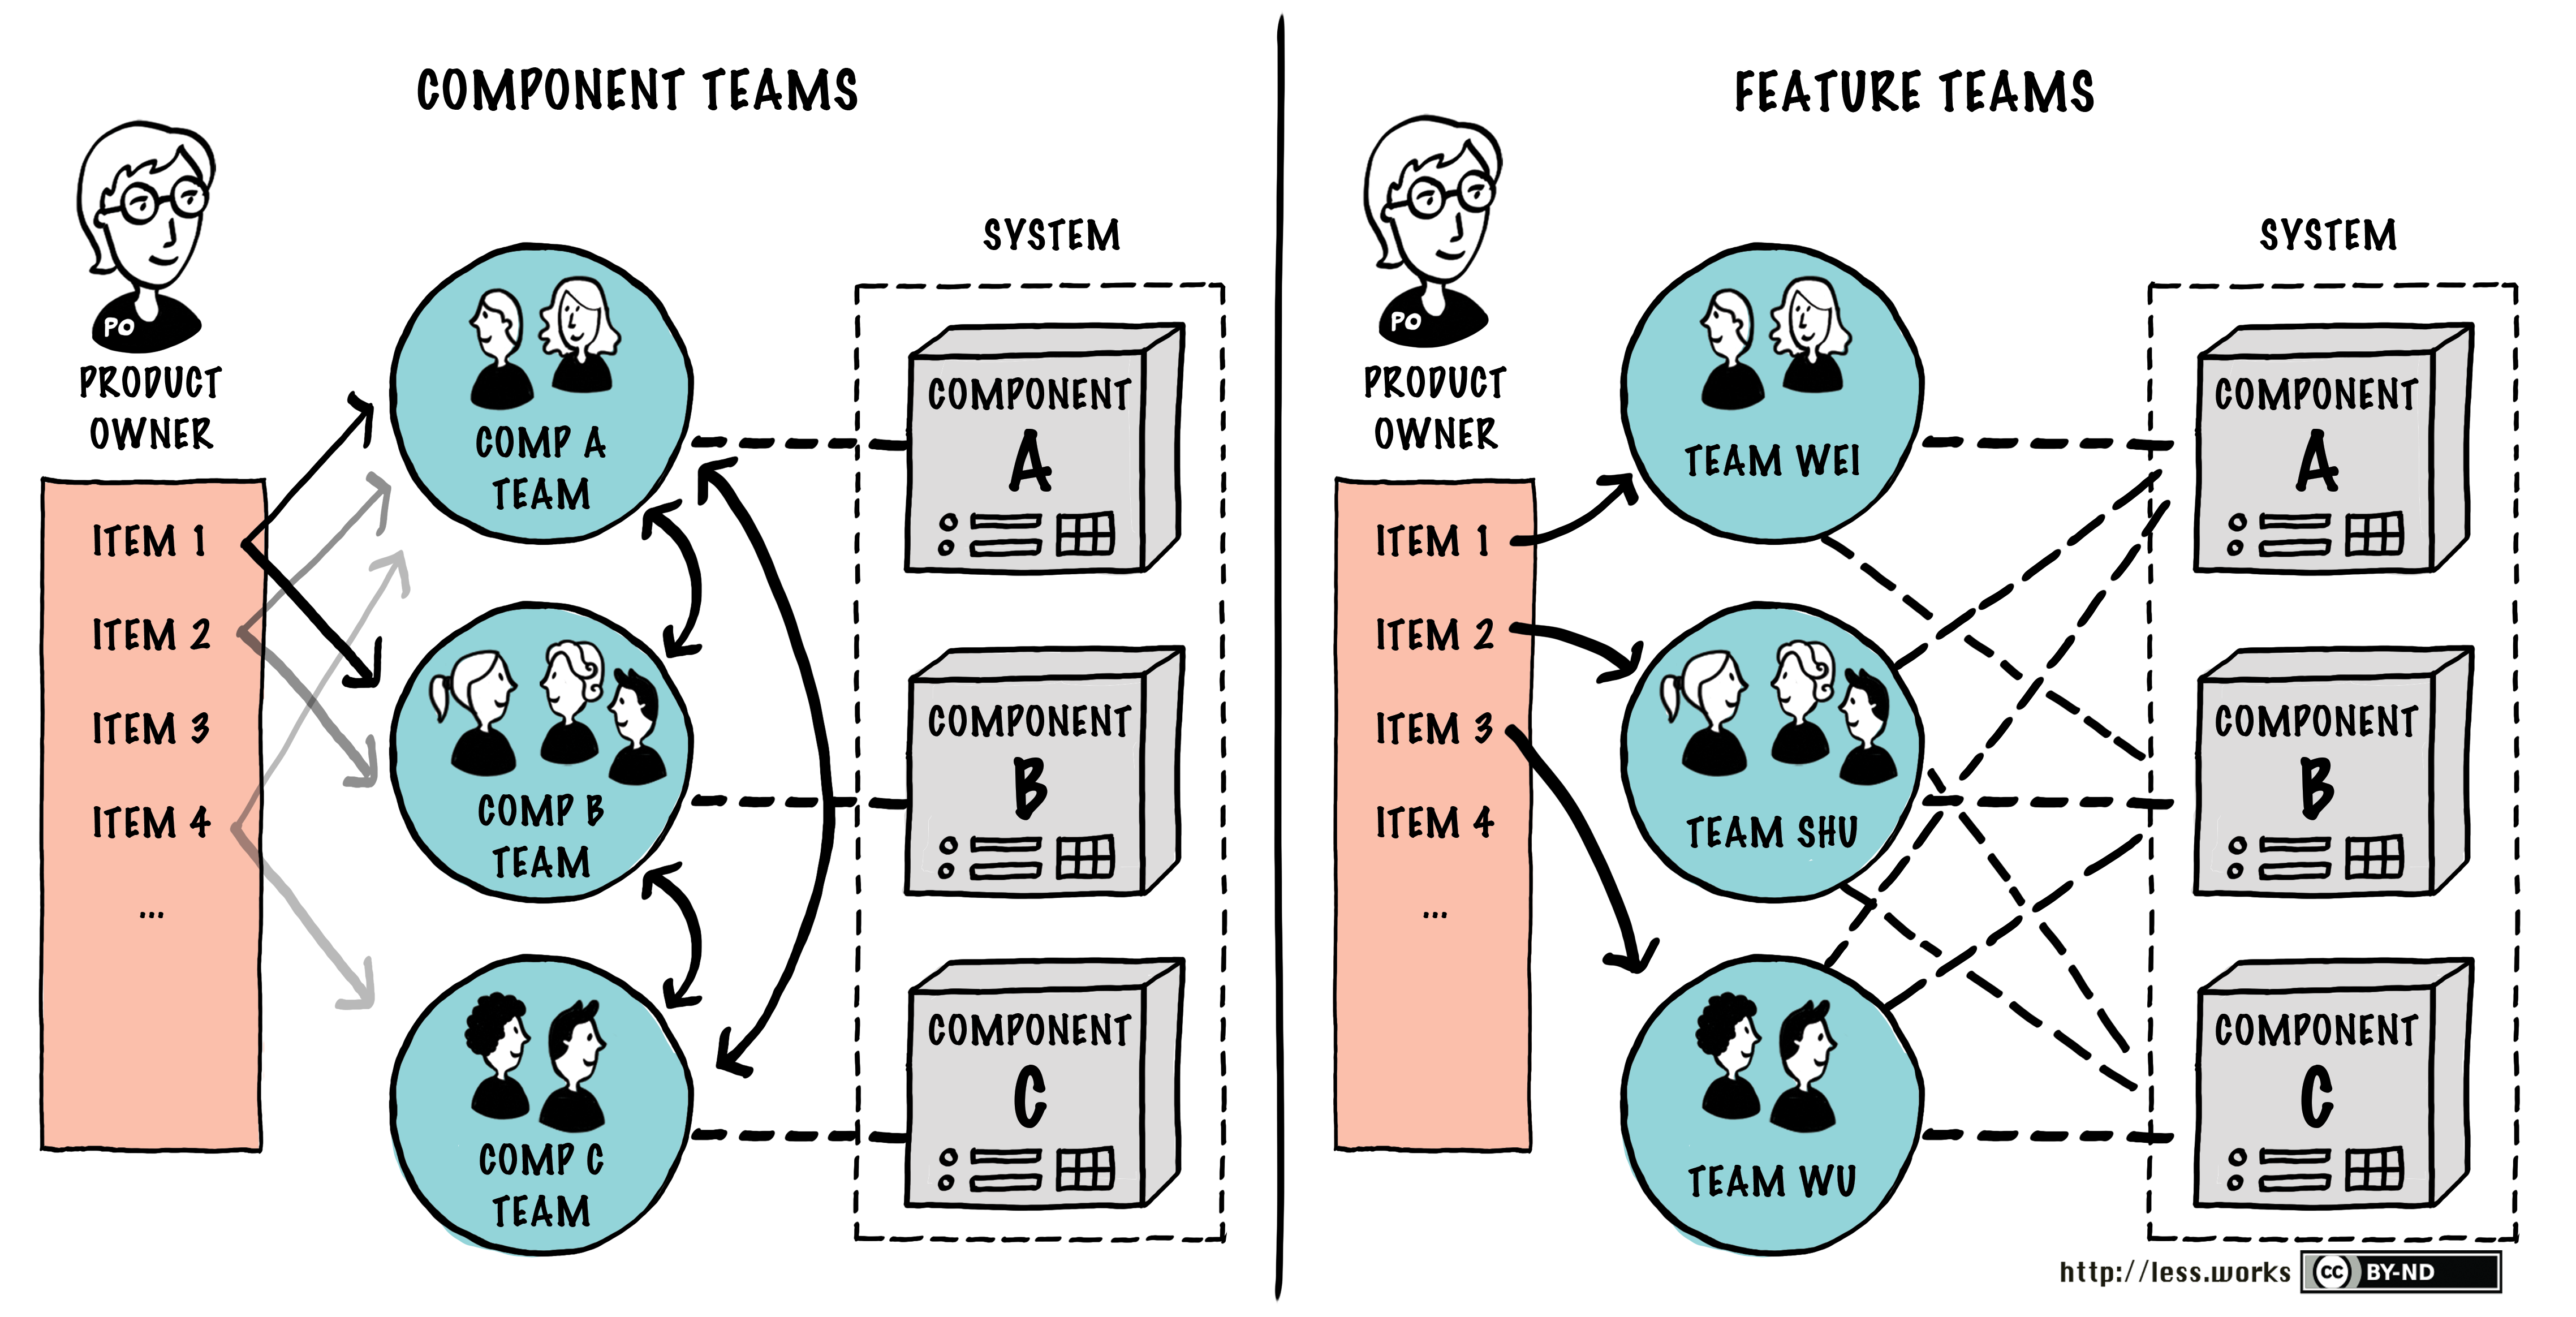 COMPONENT TEAMS
PO
PRODUCT
OWNER
ITEM 1
ITEM 2
ITEM 3
ITEM 4
...
COMP A
TEAM
COMP B
TEAM
COMP C
TEAM
SYSTEM
COMPONENT
A
COMPONENT
B
COMPONENT
C
FEATURE TEAMS
PO
PRODUCT
OWNER
ITEM 1
ITEM 2
ITEM 3
ITEM 4
...
TEAM WEI
TEAM SHU
TEAM WU
SYSTEM
COMPONENT
A
COMPONENT
B
COMPONENT
C
http://less.works
cc BY-ND